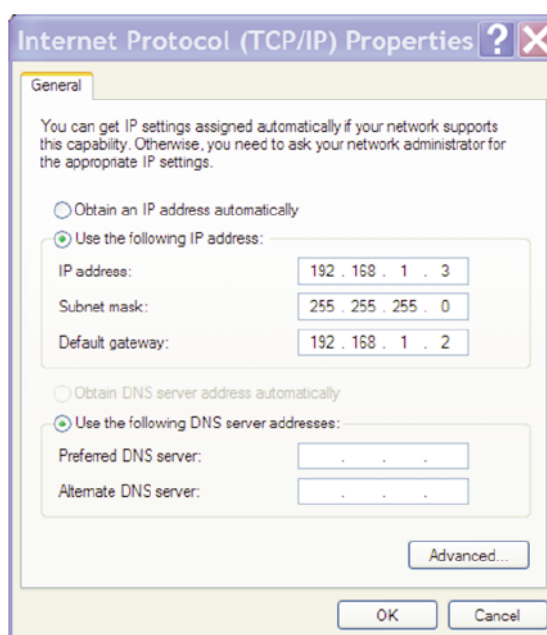 Internet Protocol (TCP/IP) Properties ? X
General
You can get IP settings assigned automatically if your network supports
this capability. Otherwise, you need to ask your network administrator for
the appropriate IP settings.
Obtain an IP address automatically
Use the following IP address:
IP address: 192 . 168 . 1 . 3
Subnet mask: 255 . 255 . 255 . 0
Default gateway: 192 . 168 . 1 . 2
Obtain DNS server address automatically
Use the following DNS server addresses:
Preferred DNS server: . . .
Alternate DNS server: . . .
Advanced...
OK Cancel